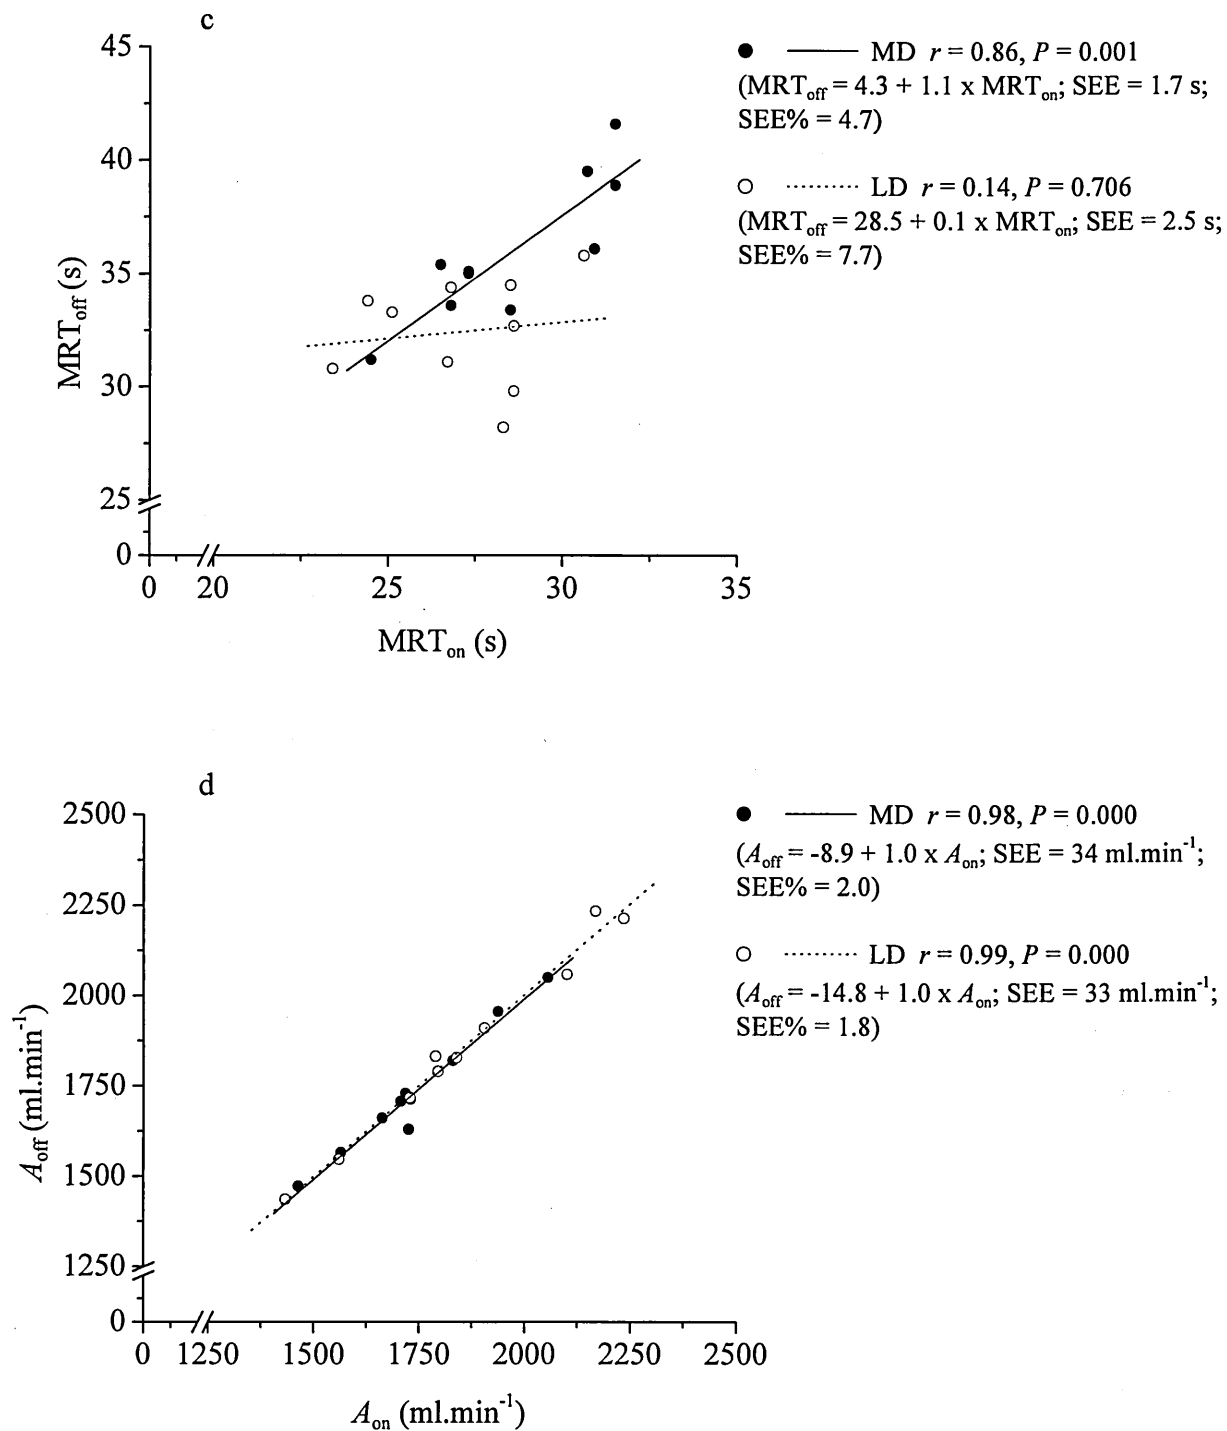 c
45
40
35
30
25
0
MRToff (s)
0 20 25 30 35
MRTon (s)
MD r = 0.86, P = 0.001
(MRToff = 4.3 + 1.1 x MRTon; SEE = 1.7 s;
SEE% = 4.7)
LD r = 0.14, P = 0.706
(MRToff = 28.5 + 0.1 x MRTon; SEE = 2.5 s;
SEE% = 7.7)
d
2500
2250
2000
1750
1500
1250
0
Aoff (ml.min-1)
0 1250 1500 1750 2000 2250 2500
Aon (ml.min-1)
MD r = 0.98, P = 0.000
(Aoff = -8.9 + 1.0 x Aon; SEE = 34 ml.min-1;
SEE% = 2.0)
LD r = 0.99, P = 0.000
(Aoff = -14.8 + 1.0 x Aon; SEE = 33 ml.min-1;
SEE% = 1.8)